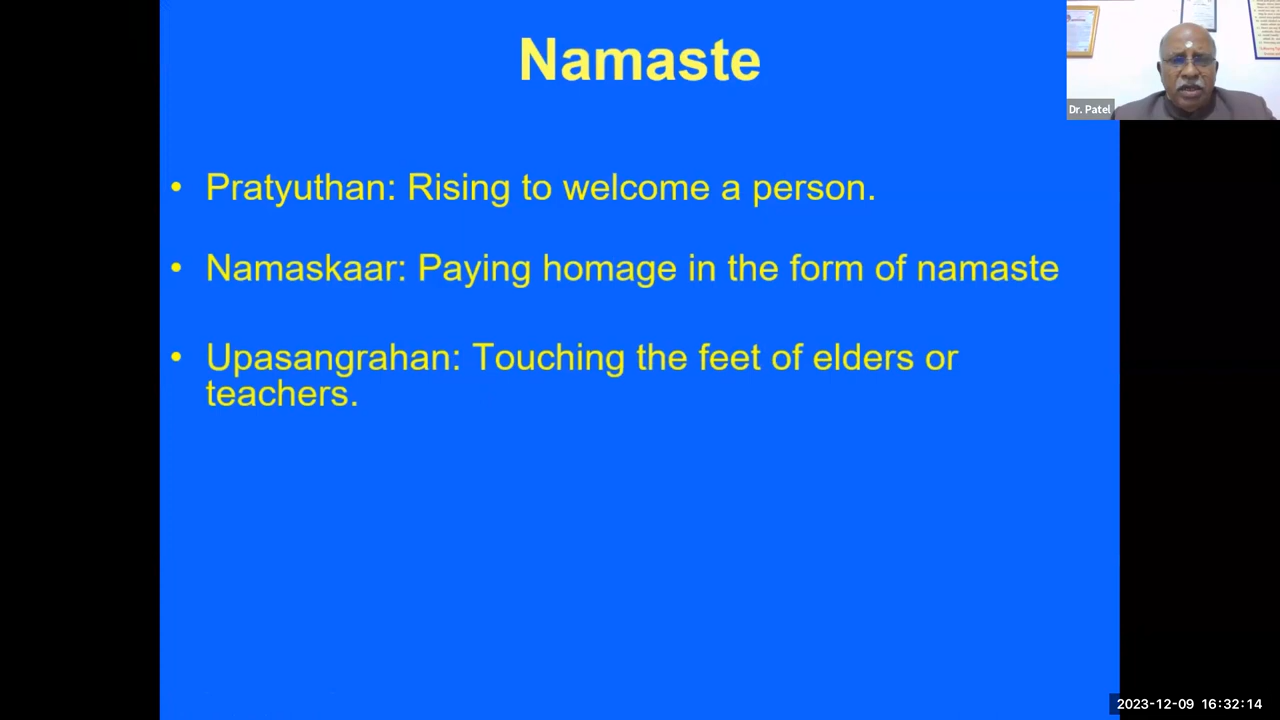 Namaste
• Pratyuthan: Rising to welcome a person.
• Namaskaar: Paying homage in the form of namaste
• Upasangrahan: Touching the feet of elders or
teachers.
Dr. Patel
2023-12-09 16:32:14